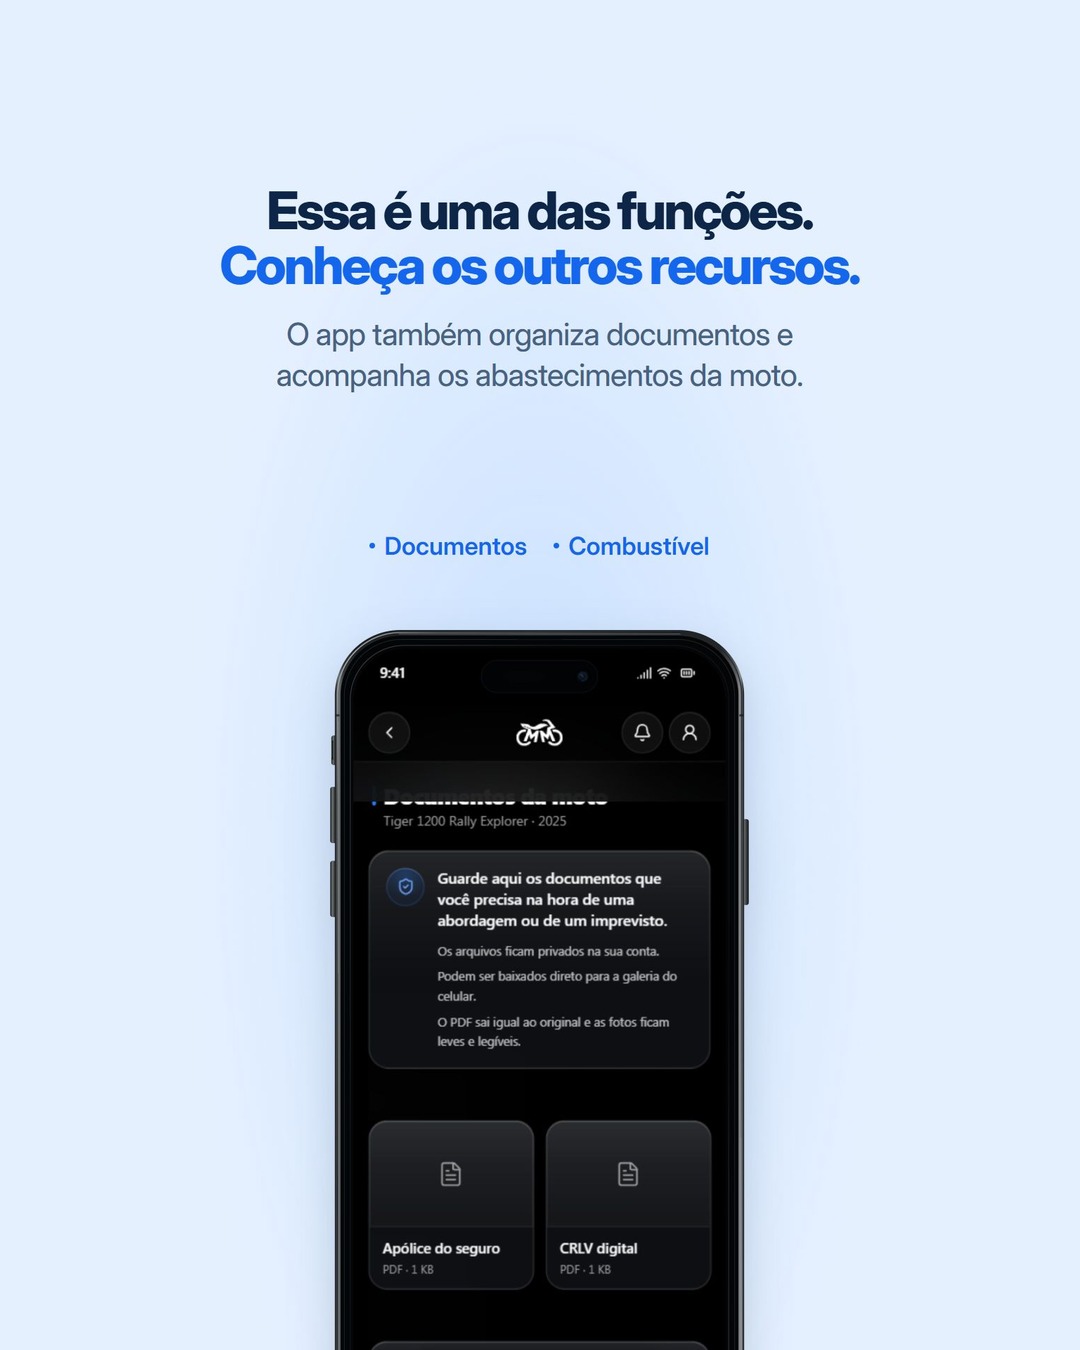 Essa é uma das funções.
Conheça os outros recursos.
O app também organiza documentos e
acompanha os abastecimentos da moto.
• Documentos • Combustível
9:41
MM
Documentos da moto
Tiger 1200 Rally Explorer · 2025
Guarde aqui os documentos que
você precisa na hora de uma
abordagem ou de um imprevisto.
Os arquivos ficam privados na sua conta.
Podem ser baixados direto para a galeria do
celular.
O PDF sai igual ao original e as fotos ficam
leves e legíveis.
Apólice do seguro
PDF · 1 KB
CRLV digital
PDF · 1 KB